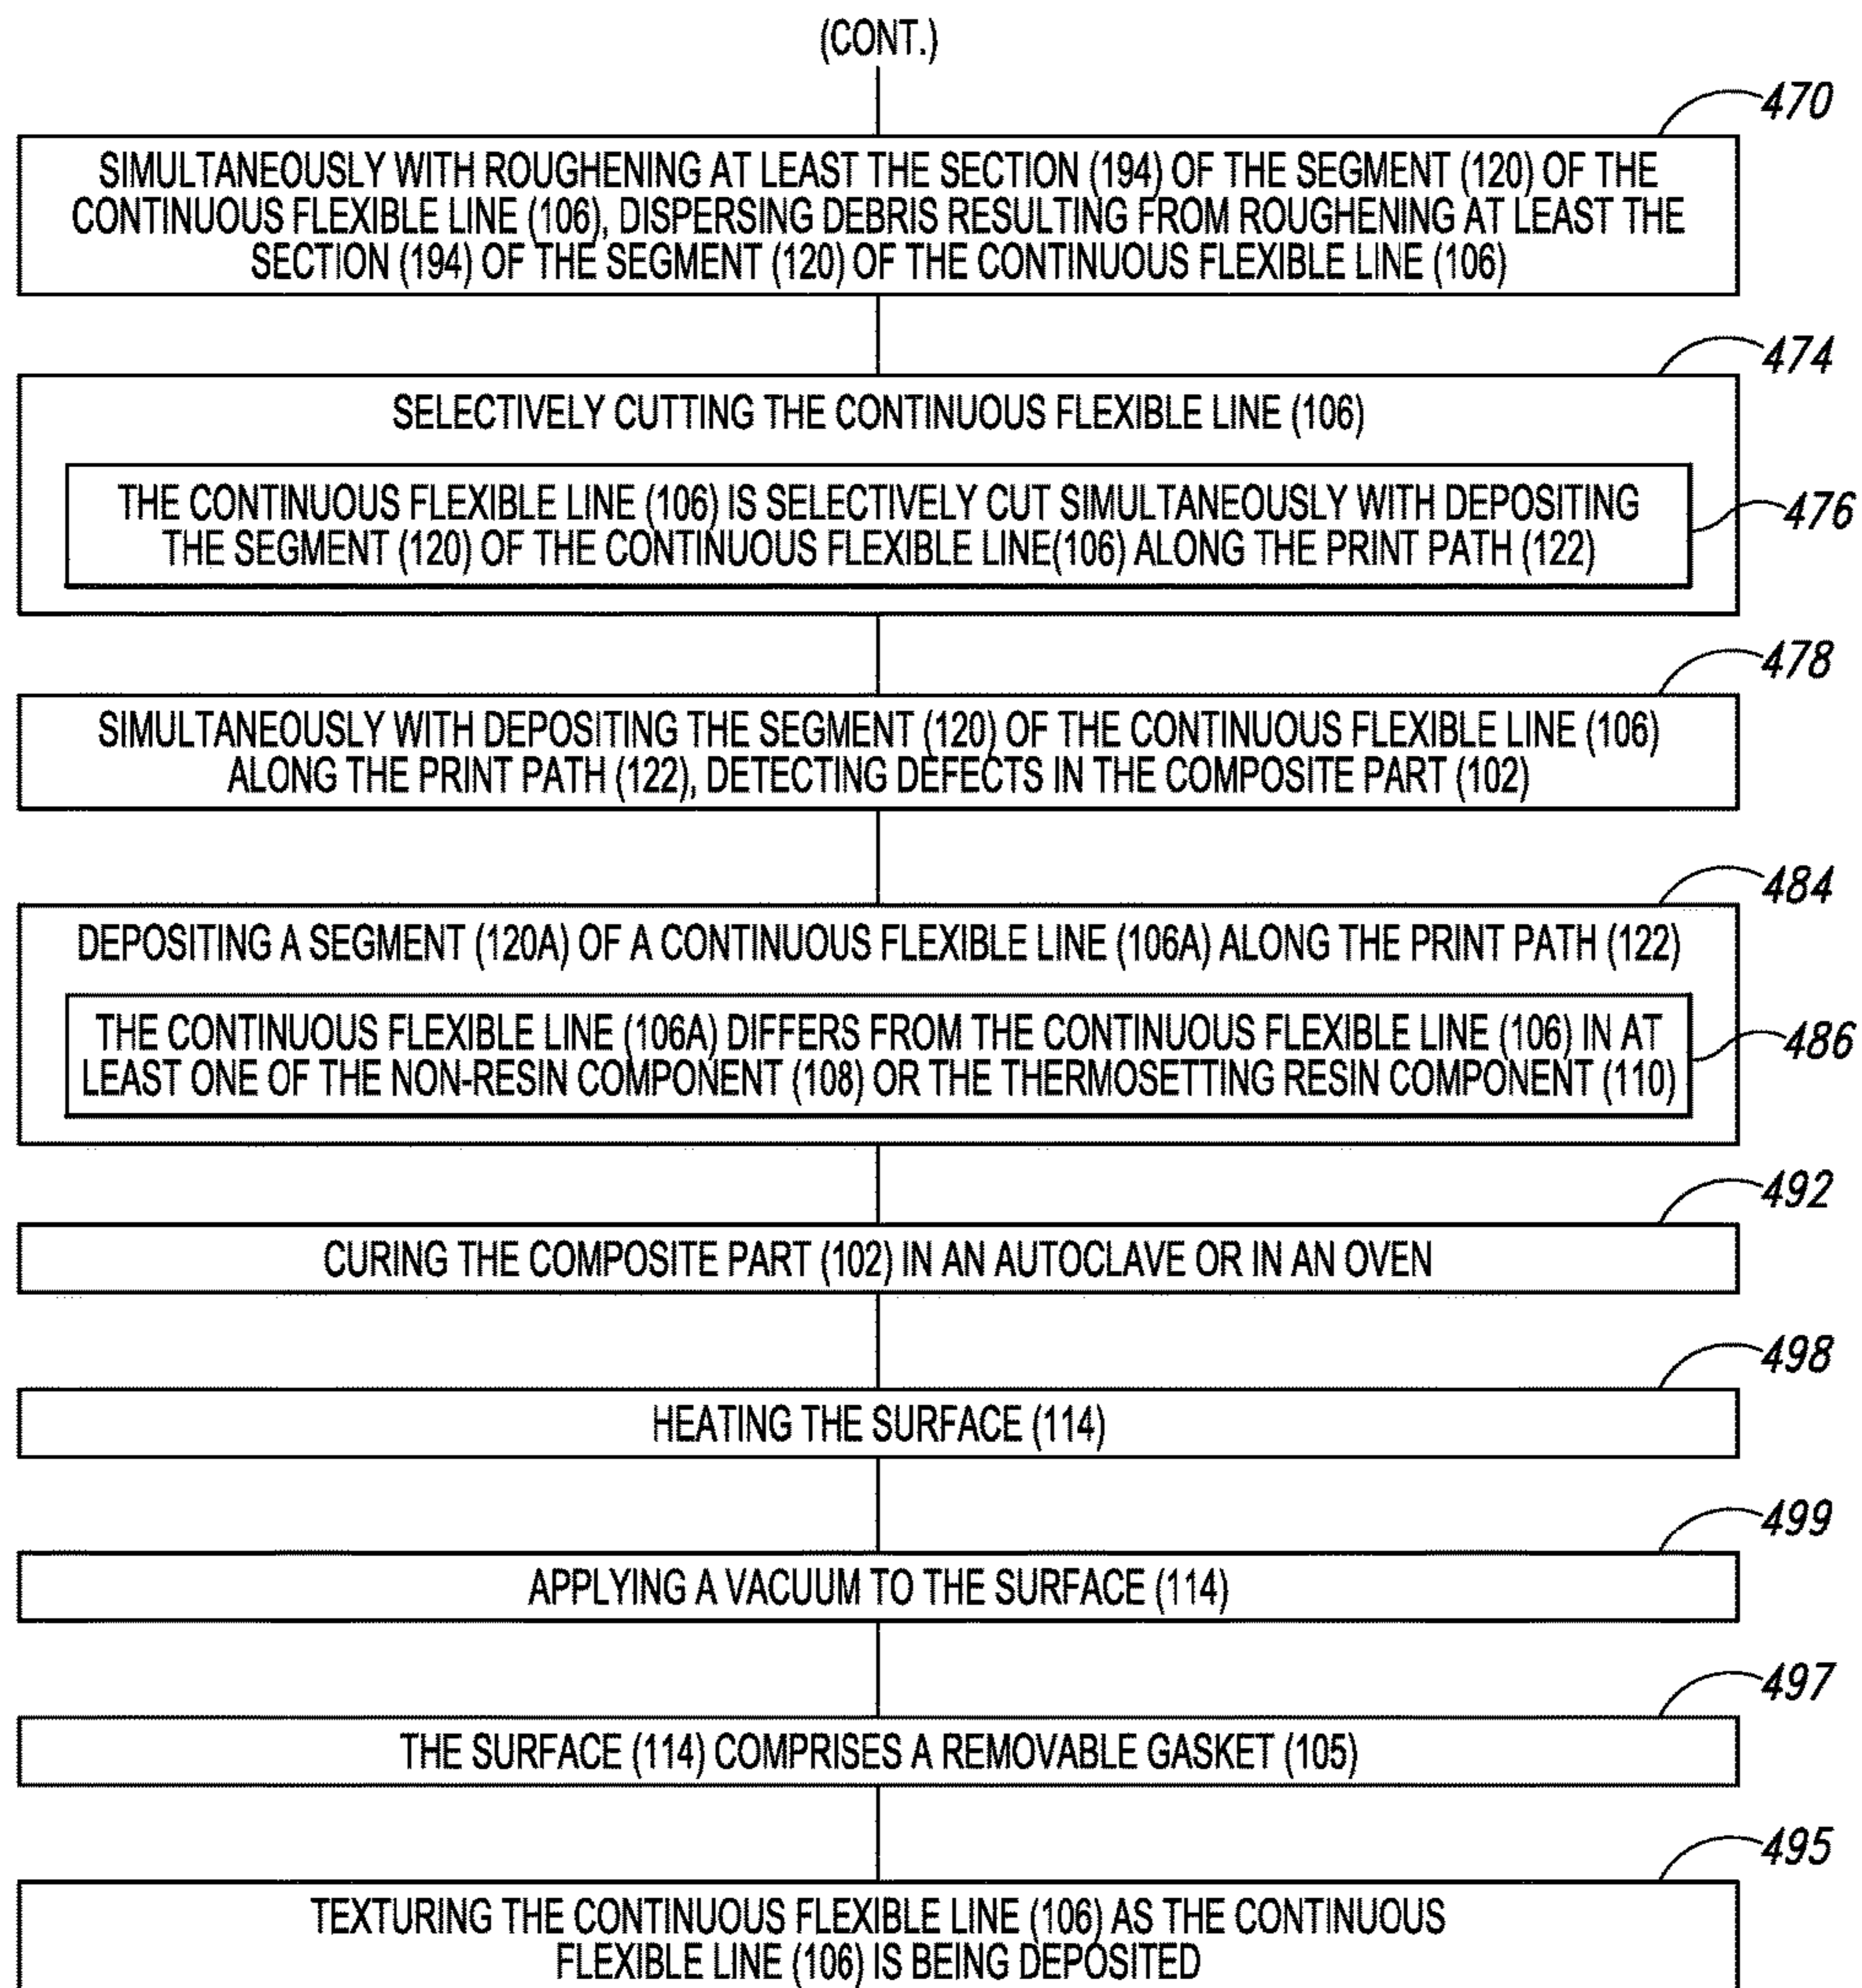 (CONT.)
470
SIMULTANEOUSLY WITH ROUGHENING AT LEAST THE SECTION (194) OF THE SEGMENT (120) OF THE
CONTINUOUS FLEXIBLE LINE (106), DISPERSING DEBRIS RESULTING FROM ROUGHENING AT LEAST THE
SECTION (194) OF THE SEGMENT (120) OF THE CONTINUOUS FLEXIBLE LINE (106)
474
SELECTIVELY CUTTING THE CONTINUOUS FLEXIBLE LINE (106)
THE CONTINUOUS FLEXIBLE LINE (106) IS SELECTIVELY CUT SIMULTANEOUSLY WITH DEPOSITING
THE SEGMENT (120) OF THE CONTINUOUS FLEXIBLE LINE(106) ALONG THE PRINT PATH (122)
476
478
SIMULTANEOUSLY WITH DEPOSITING THE SEGMENT (120) OF THE CONTINUOUS FLEXIBLE LINE (106)
ALONG THE PRINT PATH (122), DETECTING DEFECTS IN THE COMPOSITE PART (102)
484
DEPOSITING A SEGMENT (120A) OF A CONTINUOUS FLEXIBLE LINE (106A) ALONG THE PRINT PATH (122)
THE CONTINUOUS FLEXIBLE LINE (106A) DIFFERS FROM THE CONTINUOUS FLEXIBLE LINE (106) IN AT
LEAST ONE OF THE NON-RESIN COMPONENT (108) OR THE THERMOSETTING RESIN COMPONENT (110)
486
492
CURING THE COMPOSITE PART (102) IN AN AUTOCLAVE OR IN AN OVEN
498
HEATING THE SURFACE (114)
499
APPLYING A VACUUM TO THE SURFACE (114)
497
THE SURFACE (114) COMPRISES A REMOVABLE GASKET (105)
495
TEXTURING THE CONTINUOUS FLEXIBLE LINE (106) AS THE CONTINUOUS
FLEXIBLE LINE (106) IS BEING DEPOSITED